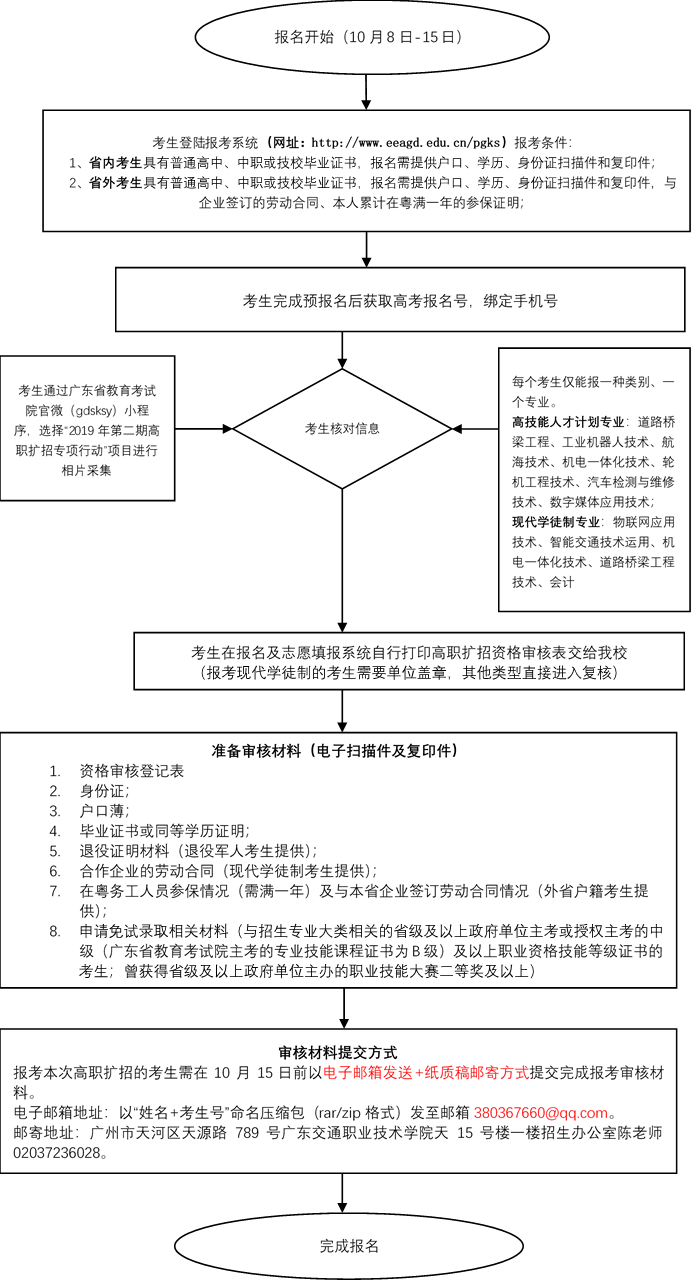 报名开始（10月8日-15日）
考生登陆报考系统（网址：http://www.eeagd.edu.cn/pgks）报考条件：
1、省内考生具有普通高中、中职或技校毕业证书，报名需提供户口、学历、身份证扫描件和复印件；
2、省外考生具有普通高中、中职或技校毕业证书，报名需提供户口、学历、身份证扫描件和复印件，与
企业签订的劳动合同、本人累计在粤满一年的参保证明；
考生完成预报名后获取高考报名号，绑定手机号
考生通过广东省教育考试
院官微（gdsksy）小程
序，选择“2019年第二期高
职扩招专项行动”项目进行
相片采集
考生核对信息
每个考生仅能报一种类别、一
个专业。
高技能人才计划专业：道路桥
梁工程、工业机器人技术、航
海技术、机电一体化技术、轮
机工程技术、汽车检测与维修
技术、数字媒体应用技术；
现代学徒制专业：物联网应用
技术、智能交通技术运用、机
电一体化技术、道路桥梁工程
技术、会计
考生在报名及志愿填报系统自行打印高职扩招资格审核表交给我校
（报考现代学徒制的考生需要单位盖章，其他类型直接进入复核）
准备审核材料（电子扫描件及复印件）
1. 资格审核登记表
2. 身份证；
3. 户口薄；
4. 毕业证书或同等学历证明；
5. 退役证明材料（退役军人考生提供）；
6. 合作企业的劳动合同（现代学徒制考生提供）；
7. 在粤务工人员参保情况（需满一年）及与本省企业签订劳动合同情况（外省户籍考生提
供）；
8. 申请免试录取相关材料（与招生专业大类相关的省级及以上政府单位主考或授权主考的中
级（广东省教育考试院主考的专业技能课程证书为B级）及以上职业资格技能等级证书的
考生；曾获得省级及以上政府单位主办的职业技能大赛二等奖及以上）
审核材料提交方式
报考本次高职扩招的考生需在 10 月 15 日前以电子邮箱发送+纸质稿邮寄方式提交完成报考审核材
料。
电子邮箱地址：以“姓名+考生号”命名压缩包（rar/zip 格式）发至邮箱 380367660@qq.com。
邮寄地址：广州市天河区天源路 789 号广东交通职业技术学院天 15 号楼一楼招生办公室陈老师
02037236028。
完成报名